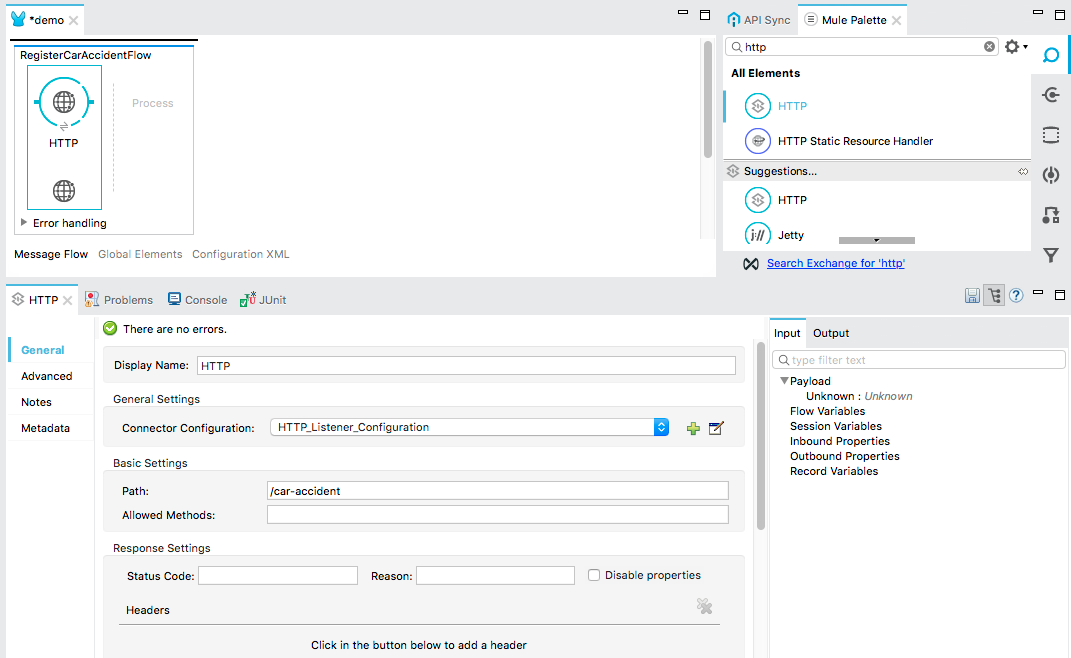 *demo
RegisterCarAccidentFlow
HTTP
Process
Error handling
Message Flow Global Elements Configuration XML
API Sync Mule Palette
http
All Elements
HTTP
HTTP Static Resource Handler
Suggestions...
HTTP
Jetty
Search Exchange for 'http'
HTTP Problems Console JUnit
There are no errors.
General
Advanced
Notes
Metadata
Display Name: HTTP
General Settings
Connector Configuration: HTTP_Listener_Configuration
Basic Settings
Path: /car-accident
Allowed Methods:
Response Settings
Status Code: Reason: Disable properties
Headers
Click in the button below to add a header
Input Output
type filter text
Payload
Unknown : Unknown
Flow Variables
Session Variables
Inbound Properties
Outbound Properties
Record Variables